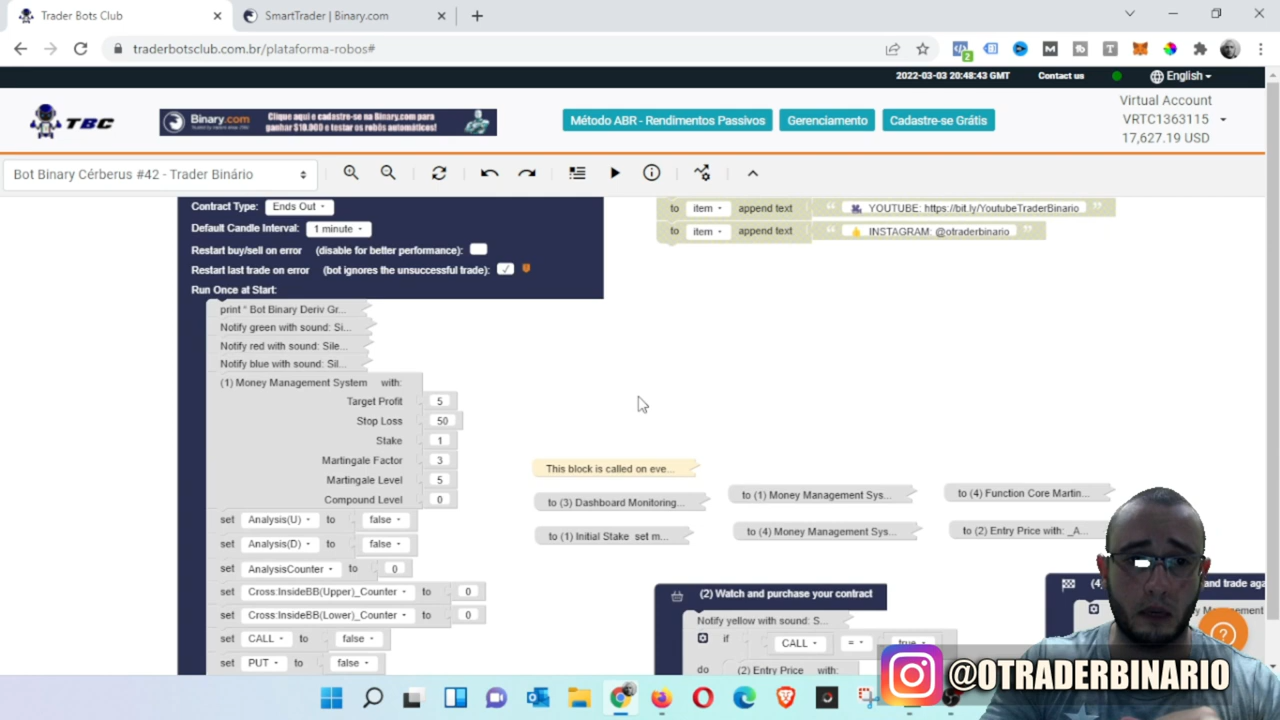 Trader Bots Club
SmartTrader | Binary.com
traderbotsclub.com.br/plataforma-robos#
2022-03-03 20:48:43 GMT
Contact us
English
TBC
Binary.com
Clique aqui e cadastre-se na Binary.com para
ganhar $10.000 e testar os robôs automáticos!
Método ABR - Rendimentos Passivos
Gerenciamento
Cadastre-se Grátis
Virtual Account
VRTC1363115
17,627.19 USD
Bot Binary Cérberus #42 - Trader Binário
Contract Type: Ends Out
Default Candle Interval: 1 minute
Restart buy/sell on error (disable for better performance):
Restart last trade on error (bot ignores the unsuccessful trade):
Run Once at Start:
print " Bot Binary Deriv Gr...
Notify green with sound: Si...
Notify red with sound: Sile...
Notify blue with sound: Sil...
(1) Money Management System with:
Target Profit 5
Stop Loss 50
Stake 1
Martingale Factor 3
Martingale Level 5
Compound Level 0
set Analysis(U) to false
set Analysis(D) to false
set AnalysisCounter to 0
set Cross:InsideBB(Upper)_Counter to 0
set Cross:InsideBB(Lower)_Counter to 0
set CALL to false
set PUT to false
to item append text “ YOUTUBE: https://bit.ly/YoutubeTraderBinario ”
to item append text “ INSTAGRAM: @otraderbinario ”
This block is called on eve...
to (3) Dashboard Monitoring...
to (1) Money Management Sys...
to (4) Function Core Martin...
to (1) Initial Stake set m...
to (4) Money Management Sys...
to (2) Entry Price with: _A...
(2) Watch and purchase your contract
Notify yellow with sound: S...
if CALL = true
do (2) Entry Price with:
and trade aga
@OTRADERBINARIO